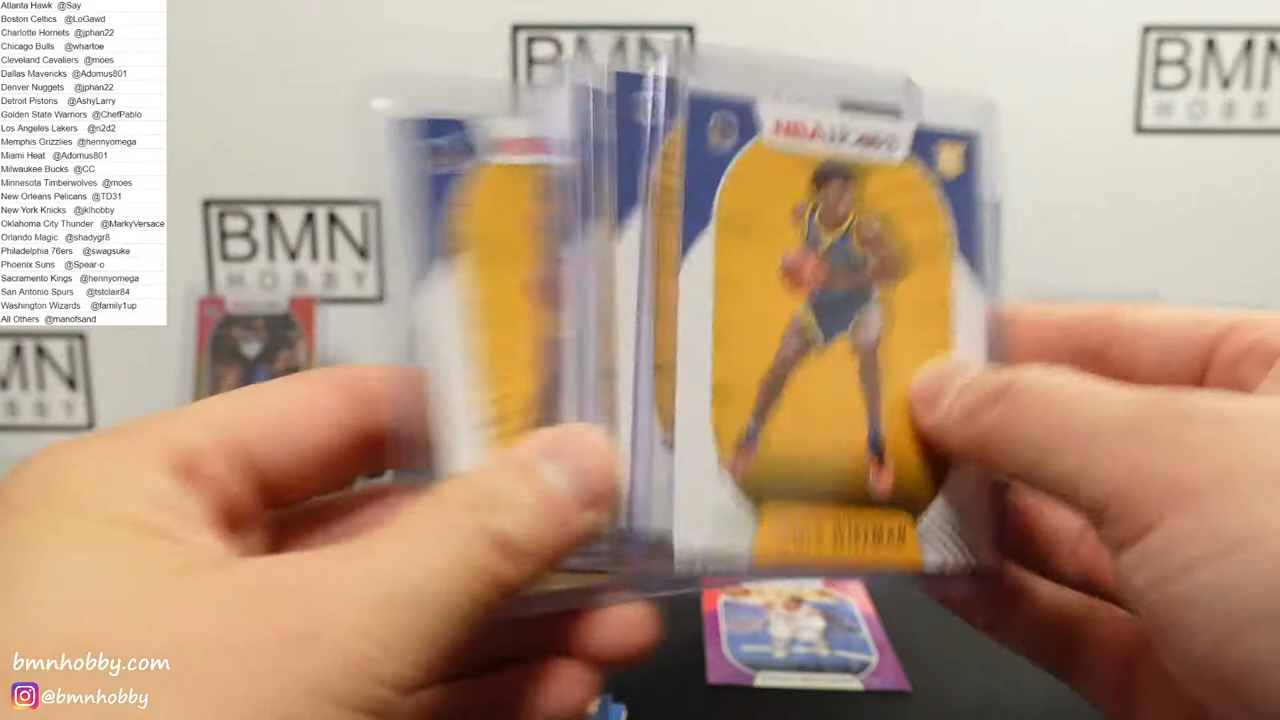 Atlanta Hawk @Say
Boston Celtics @LoGawd
Charlotte Hornets @jphan22
Chicago Bulls @whartoe
Cleveland Cavaliers @moes
Dallas Mavericks @Adomus801
Denver Nuggets @jphan22
Detroit Pistons @AshyLarry
Golden State Warriors @ChefPablo
Los Angeles Lakers @n2d2
Memphis Grizzlies @hennyomega
Miami Heat @Adomus801
Milwaukee Bucks @CC
Minnesota Timberwolves @moes
New Orleans Pelicans @TD31
New York Knicks @jklhobby
Oklahoma City Thunder @MarkyVersace
Orlando Magic @shadygr8
Philadelphia 76ers @swagsuke
Phoenix Suns @Spear-o
Sacramento Kings @hennyomega
San Antonio Spurs @tstclair84
Washington Wizards @family1up
All Others @manofsand
BMN
BMN
HOBBY
BMN
HOBBY
NBA HOOPS
WISEMAN
bmnhobby.com
@bmnhobby